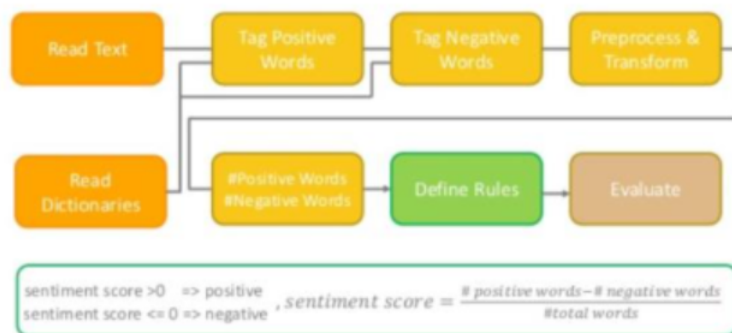 Read Text
Tag Positive
Words
Tag Negative
Words
Preprocess &
Transform
Read
Dictionaries
#Positive Words
#Negative Words
Define Rules
Evaluate
sentiment score >0 => positive
sentiment score <= 0 => negative
, sentiment score = # positive words−# negative words
#total words